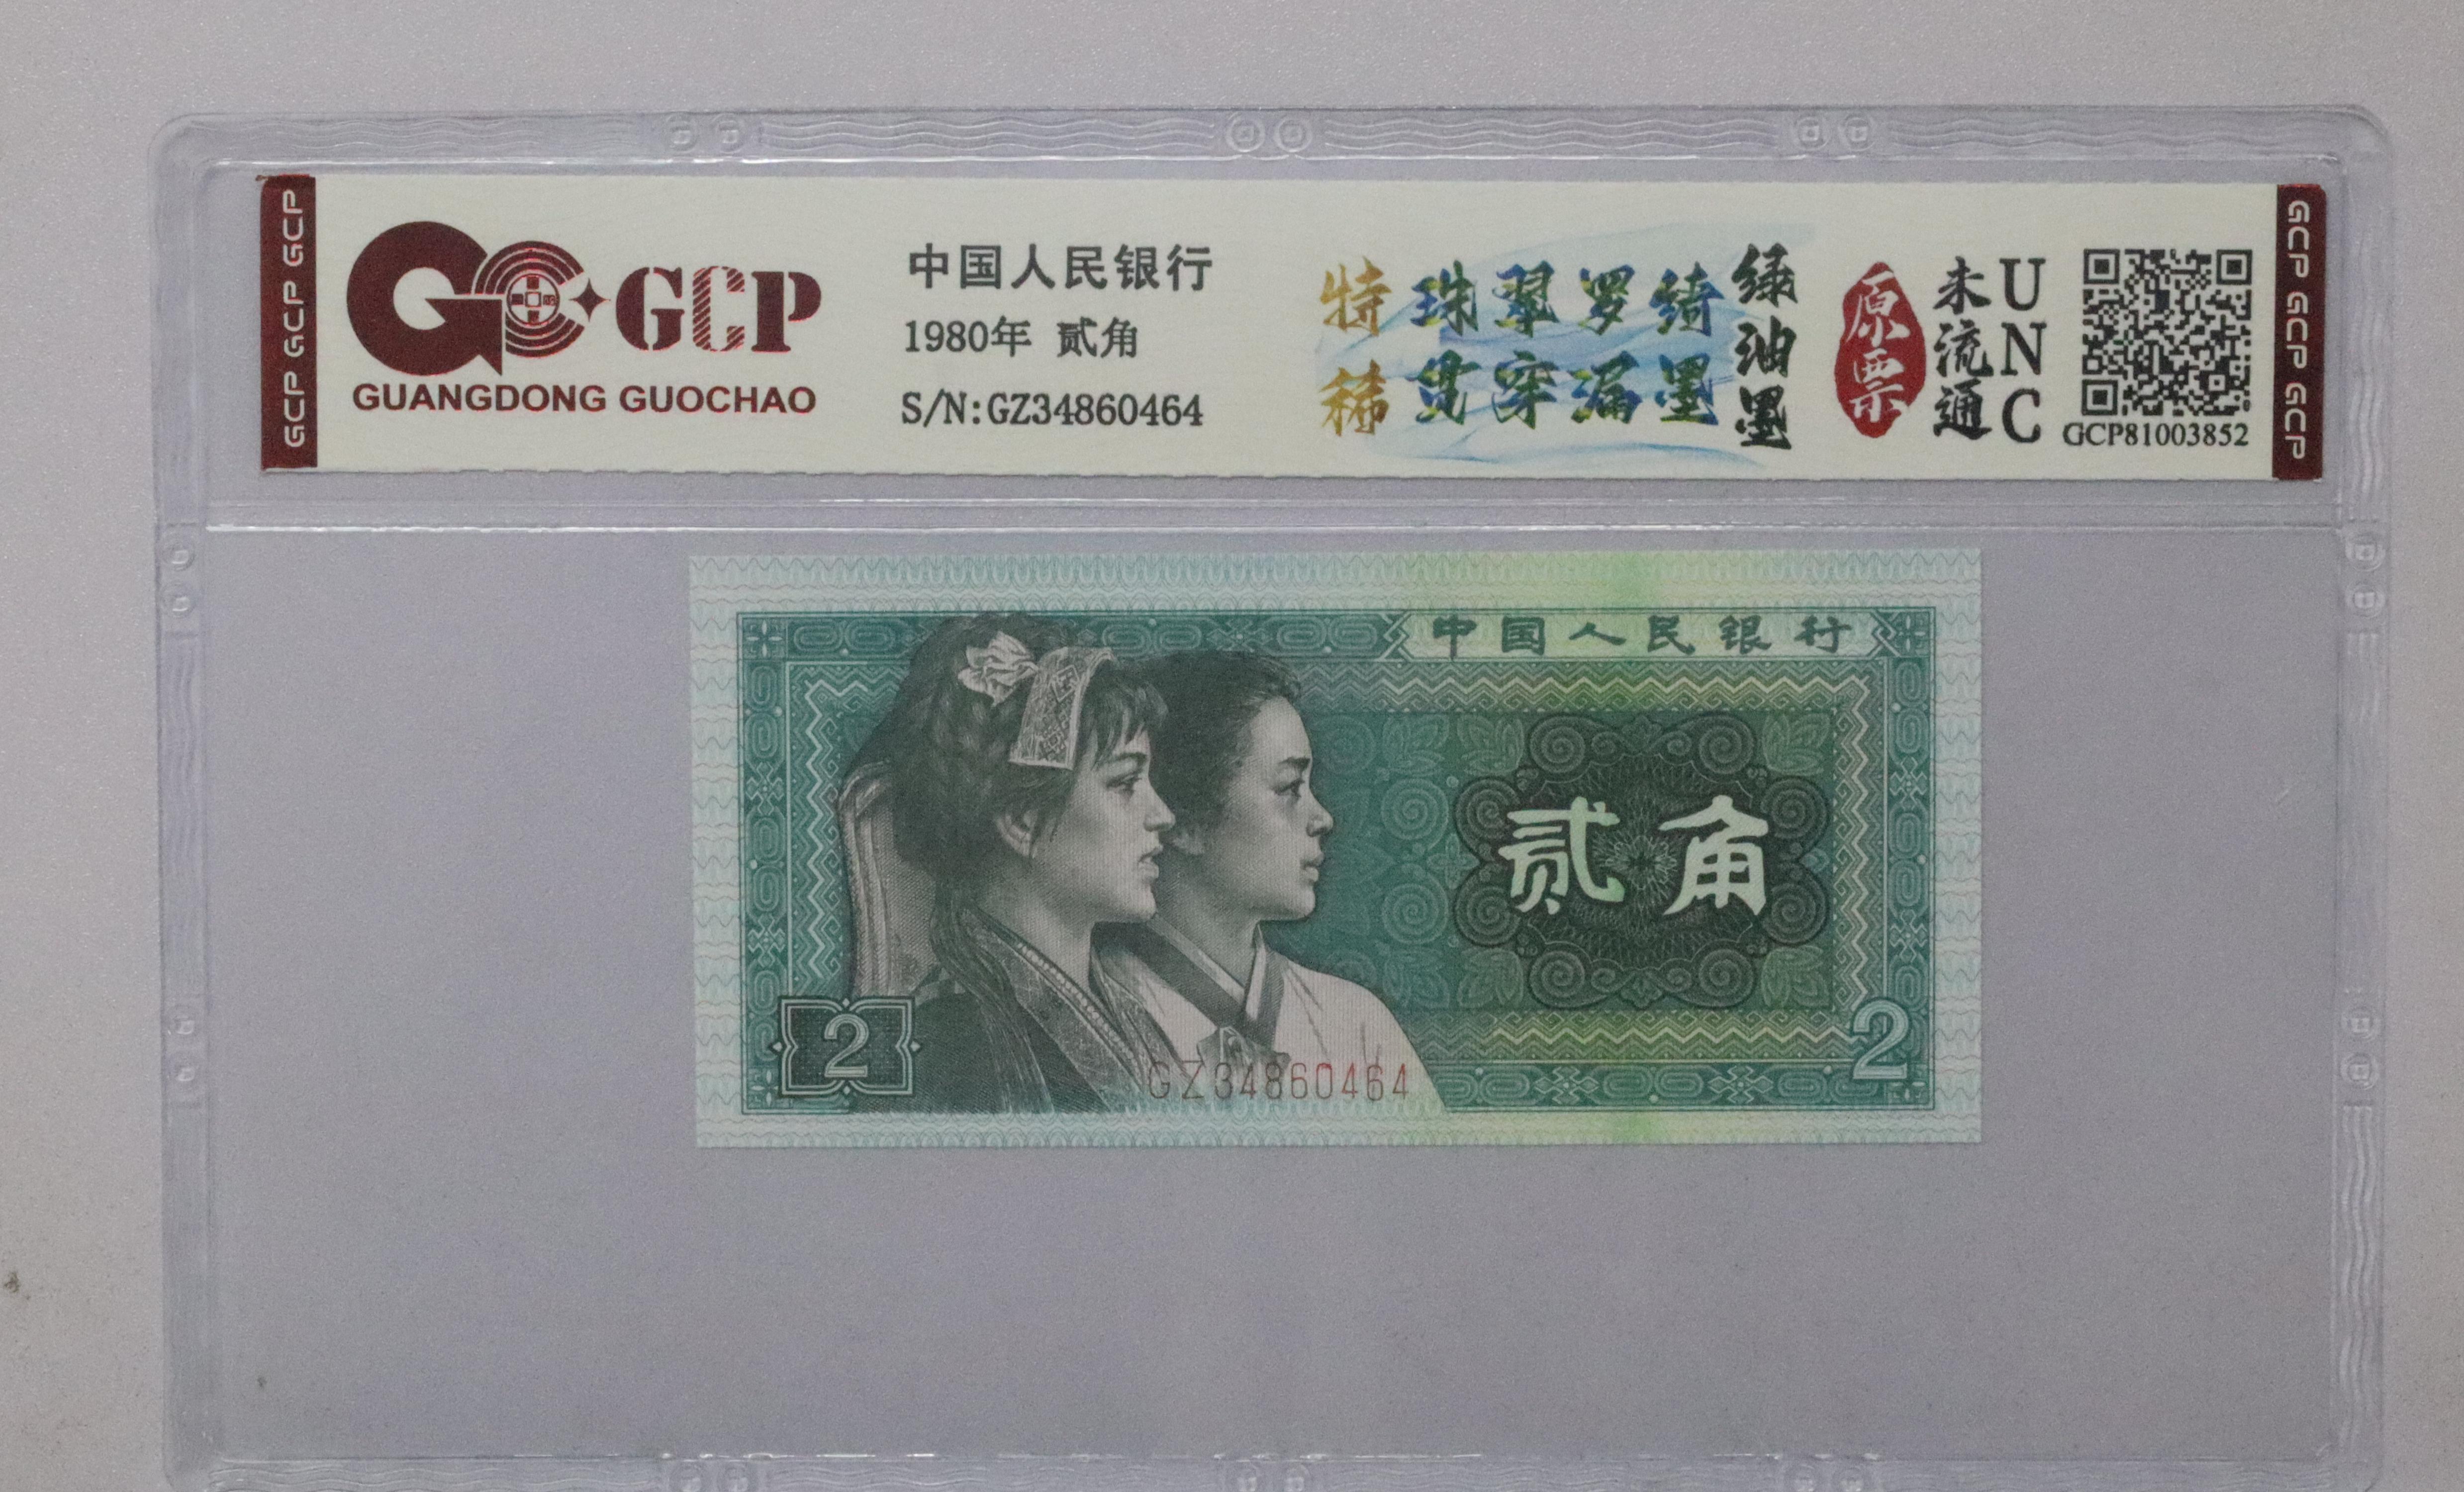 GCP GCP GCP
GCP
GUANGDONG GUOCHAO
中国人民银行
1980年 贰角
S/N:GZ34860464
特稀
珠翠罗绮
贯穿漏墨
绿油墨
原票
未流通
UNC
GCP81003852
GCP GCP GCP
中国人民银行
贰角
2
GZ34860464
2